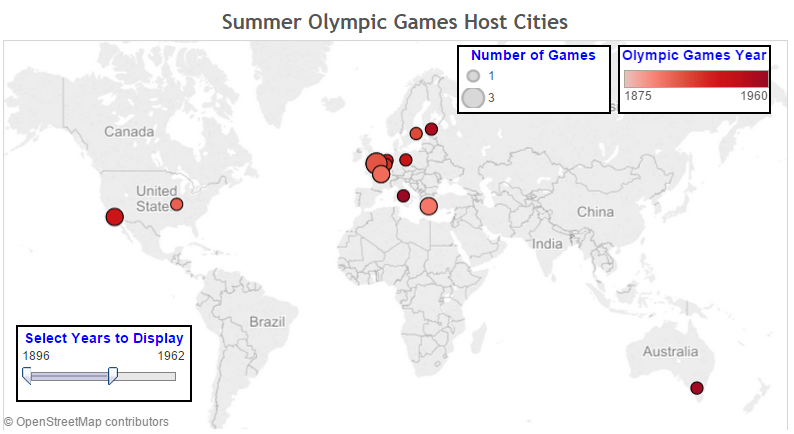 Summer Olympic Games Host Cities
Number of Games
1
3
Olympic Games Year
1875 1960
Canada
United
States
China
India
Brazil
Australia
Select Years to Display
1896 1962
© OpenStreetMap contributors